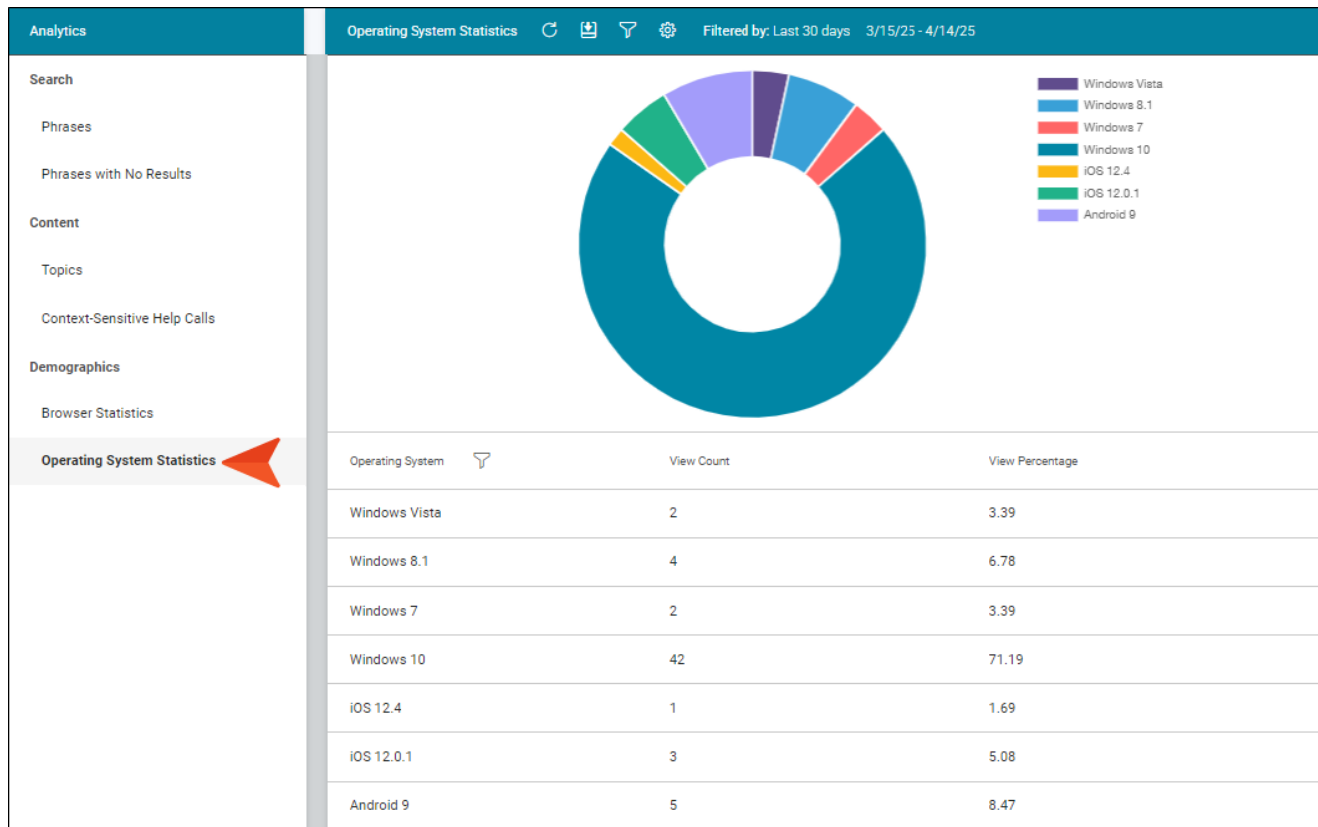 Analytics
Operating System Statistics Filtered by: Last 30 days 3/15/25 - 4/14/25
Search
Phrases
Phrases with No Results
Content
Topics
Context-Sensitive Help Calls
Demographics
Browser Statistics
Operating System Statistics
Windows Vista
Windows 8.1
Windows 7
Windows 10
iOS 12.4
iOS 12.0.1
Android 9
Operating System View Count View Percentage
Windows Vista 2 3.39
Windows 8.1 4 6.78
Windows 7 2 3.39
Windows 10 42 71.19
iOS 12.4 1 1.69
iOS 12.0.1 3 5.08
Android 9 5 8.47